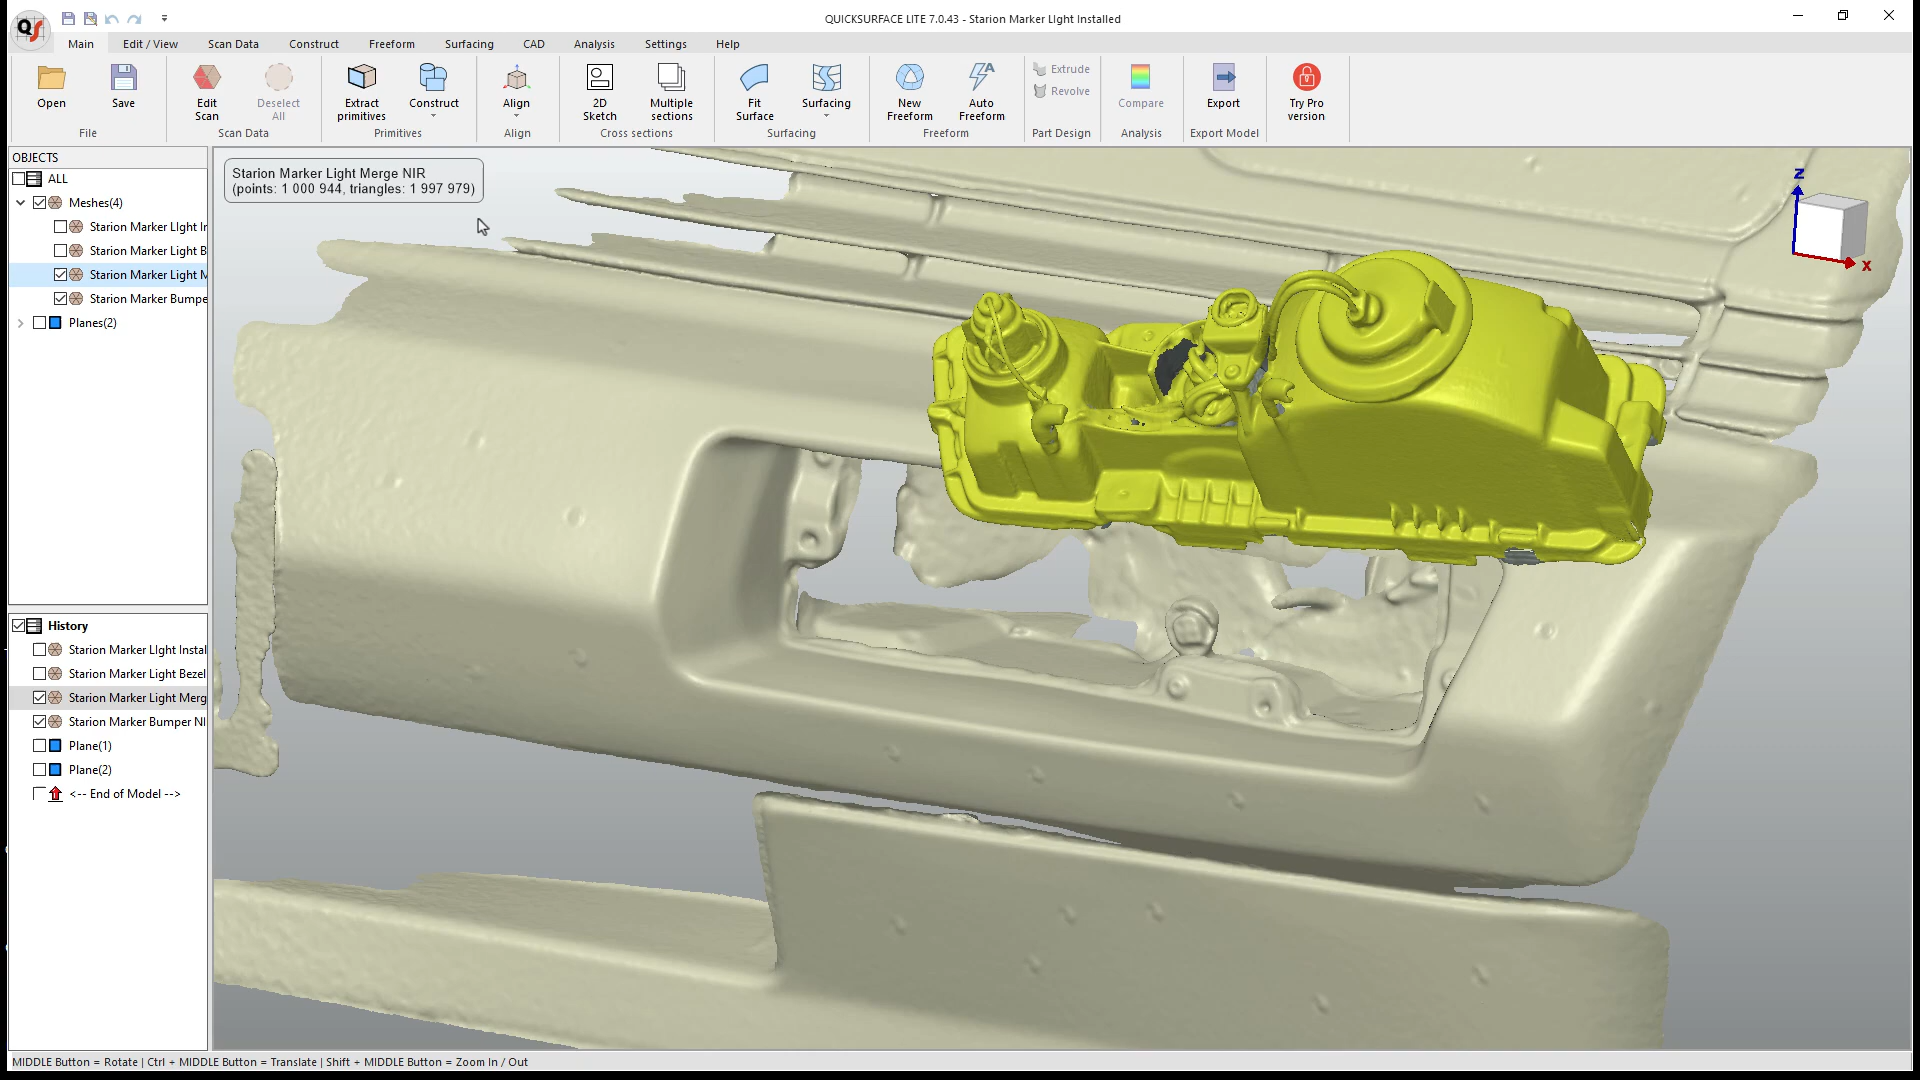 QS
QUICKSURFACE LITE 7.0.43 - Starion Marker LIght Installed
Main Edit / View Scan Data Construct Freeform Surfacing CAD Analysis Settings Help
Open Save Edit Scan Deselect All Extract primitives Construct Align 2D Sketch Multiple sections Fit Surface Surfacing New Freeform Auto Freeform Extrude Revolve Compare Export Try Pro version
File Scan Data Primitives Align Cross sections Surfacing Freeform Part Design Analysis Export Model
OBJECTS
ALL
Meshes(4)
Starion Marker LIght Ir
Starion Marker Light B
Starion Marker Light M
Starion Marker Bumpe
Planes(2)
History
Starion Marker LIght Instal
Starion Marker Light Bezel
Starion Marker Light Merg
Starion Marker Bumper NI
Plane(1)
Plane(2)
<-- End of Model -->
Starion Marker Light Merge NIR
(points: 1 000 944, triangles: 1 997 979)
Z
X
MIDDLE Button = Rotate | Ctrl + MIDDLE Button = Translate | Shift + MIDDLE Button = Zoom In / Out